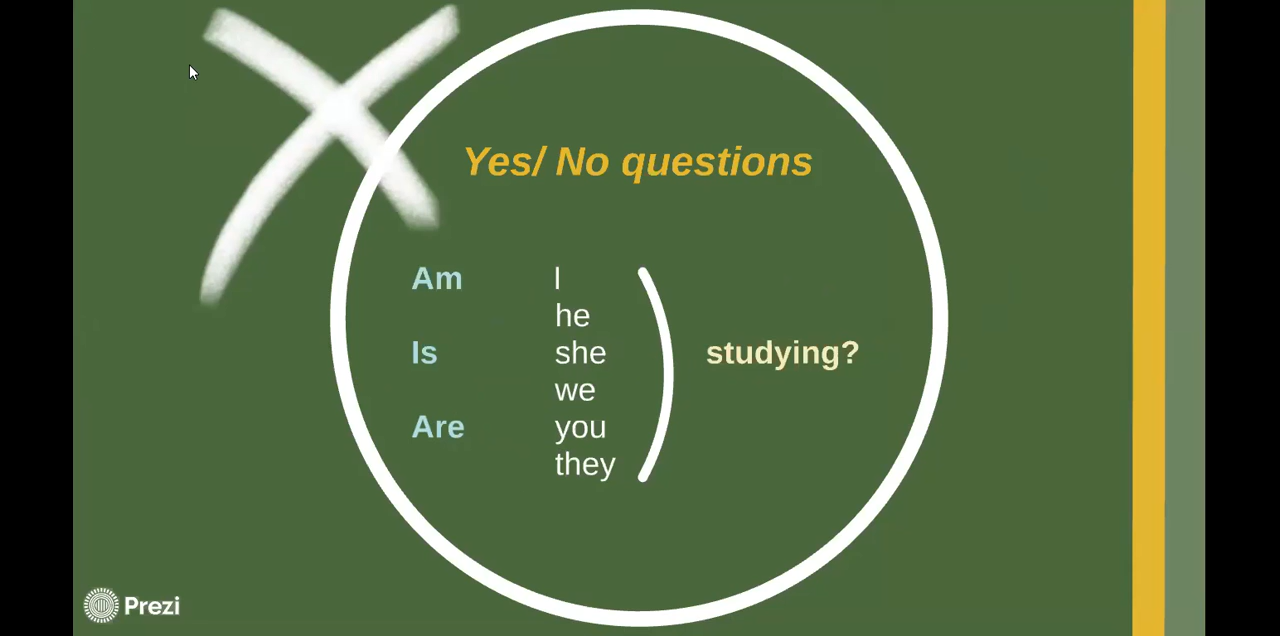 Yes/ No questions
Am I
he
Is she studying?
we
Are you
they
Prezi